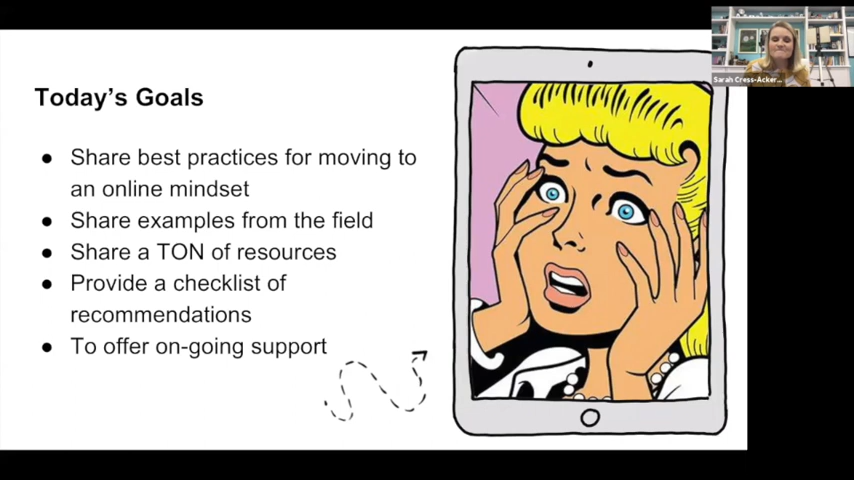 Today's Goals
● Share best practices for moving to
an online mindset
● Share examples from the field
● Share a TON of resources
● Provide a checklist of
recommendations
● To offer on-going support
Sarah Cress-Acker...